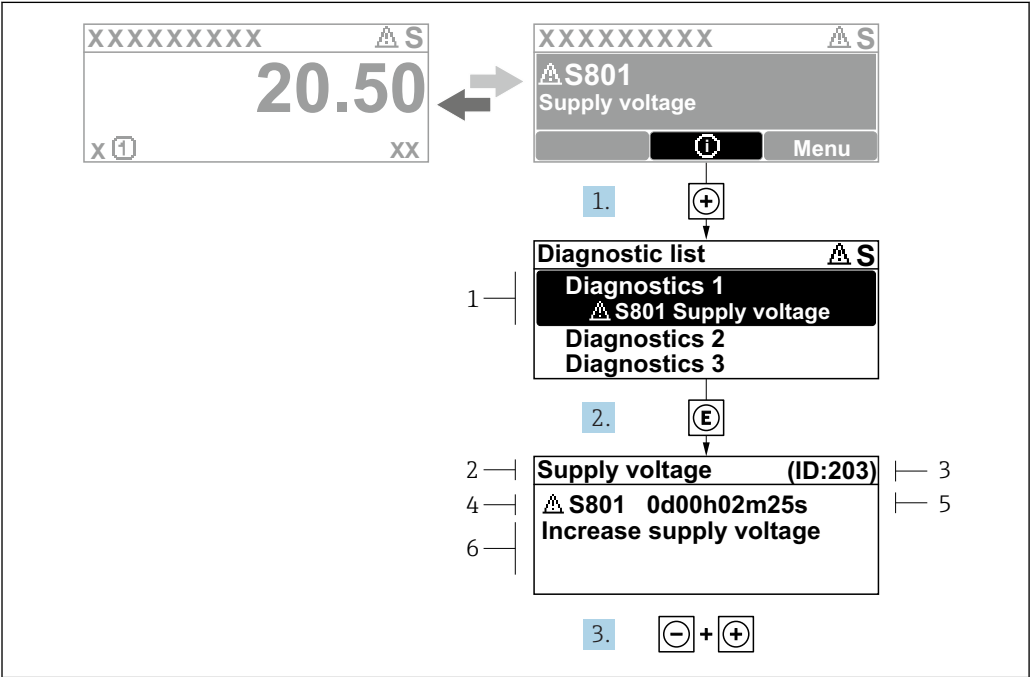 XXXXXXXXX ⚠ S
20.50
x 1 XX
XXXXXXXXX ⚠ S
⚠ S801
Supply voltage
i Menu
1. +
Diagnostic list ⚠ S
1
Diagnostics 1
⚠ S801 Supply voltage
Diagnostics 2
Diagnostics 3
2. E
2 Supply voltage (ID:203) 3
4 ⚠ S801 0d00h02m25s 5
6 Increase supply voltage
3. - + +